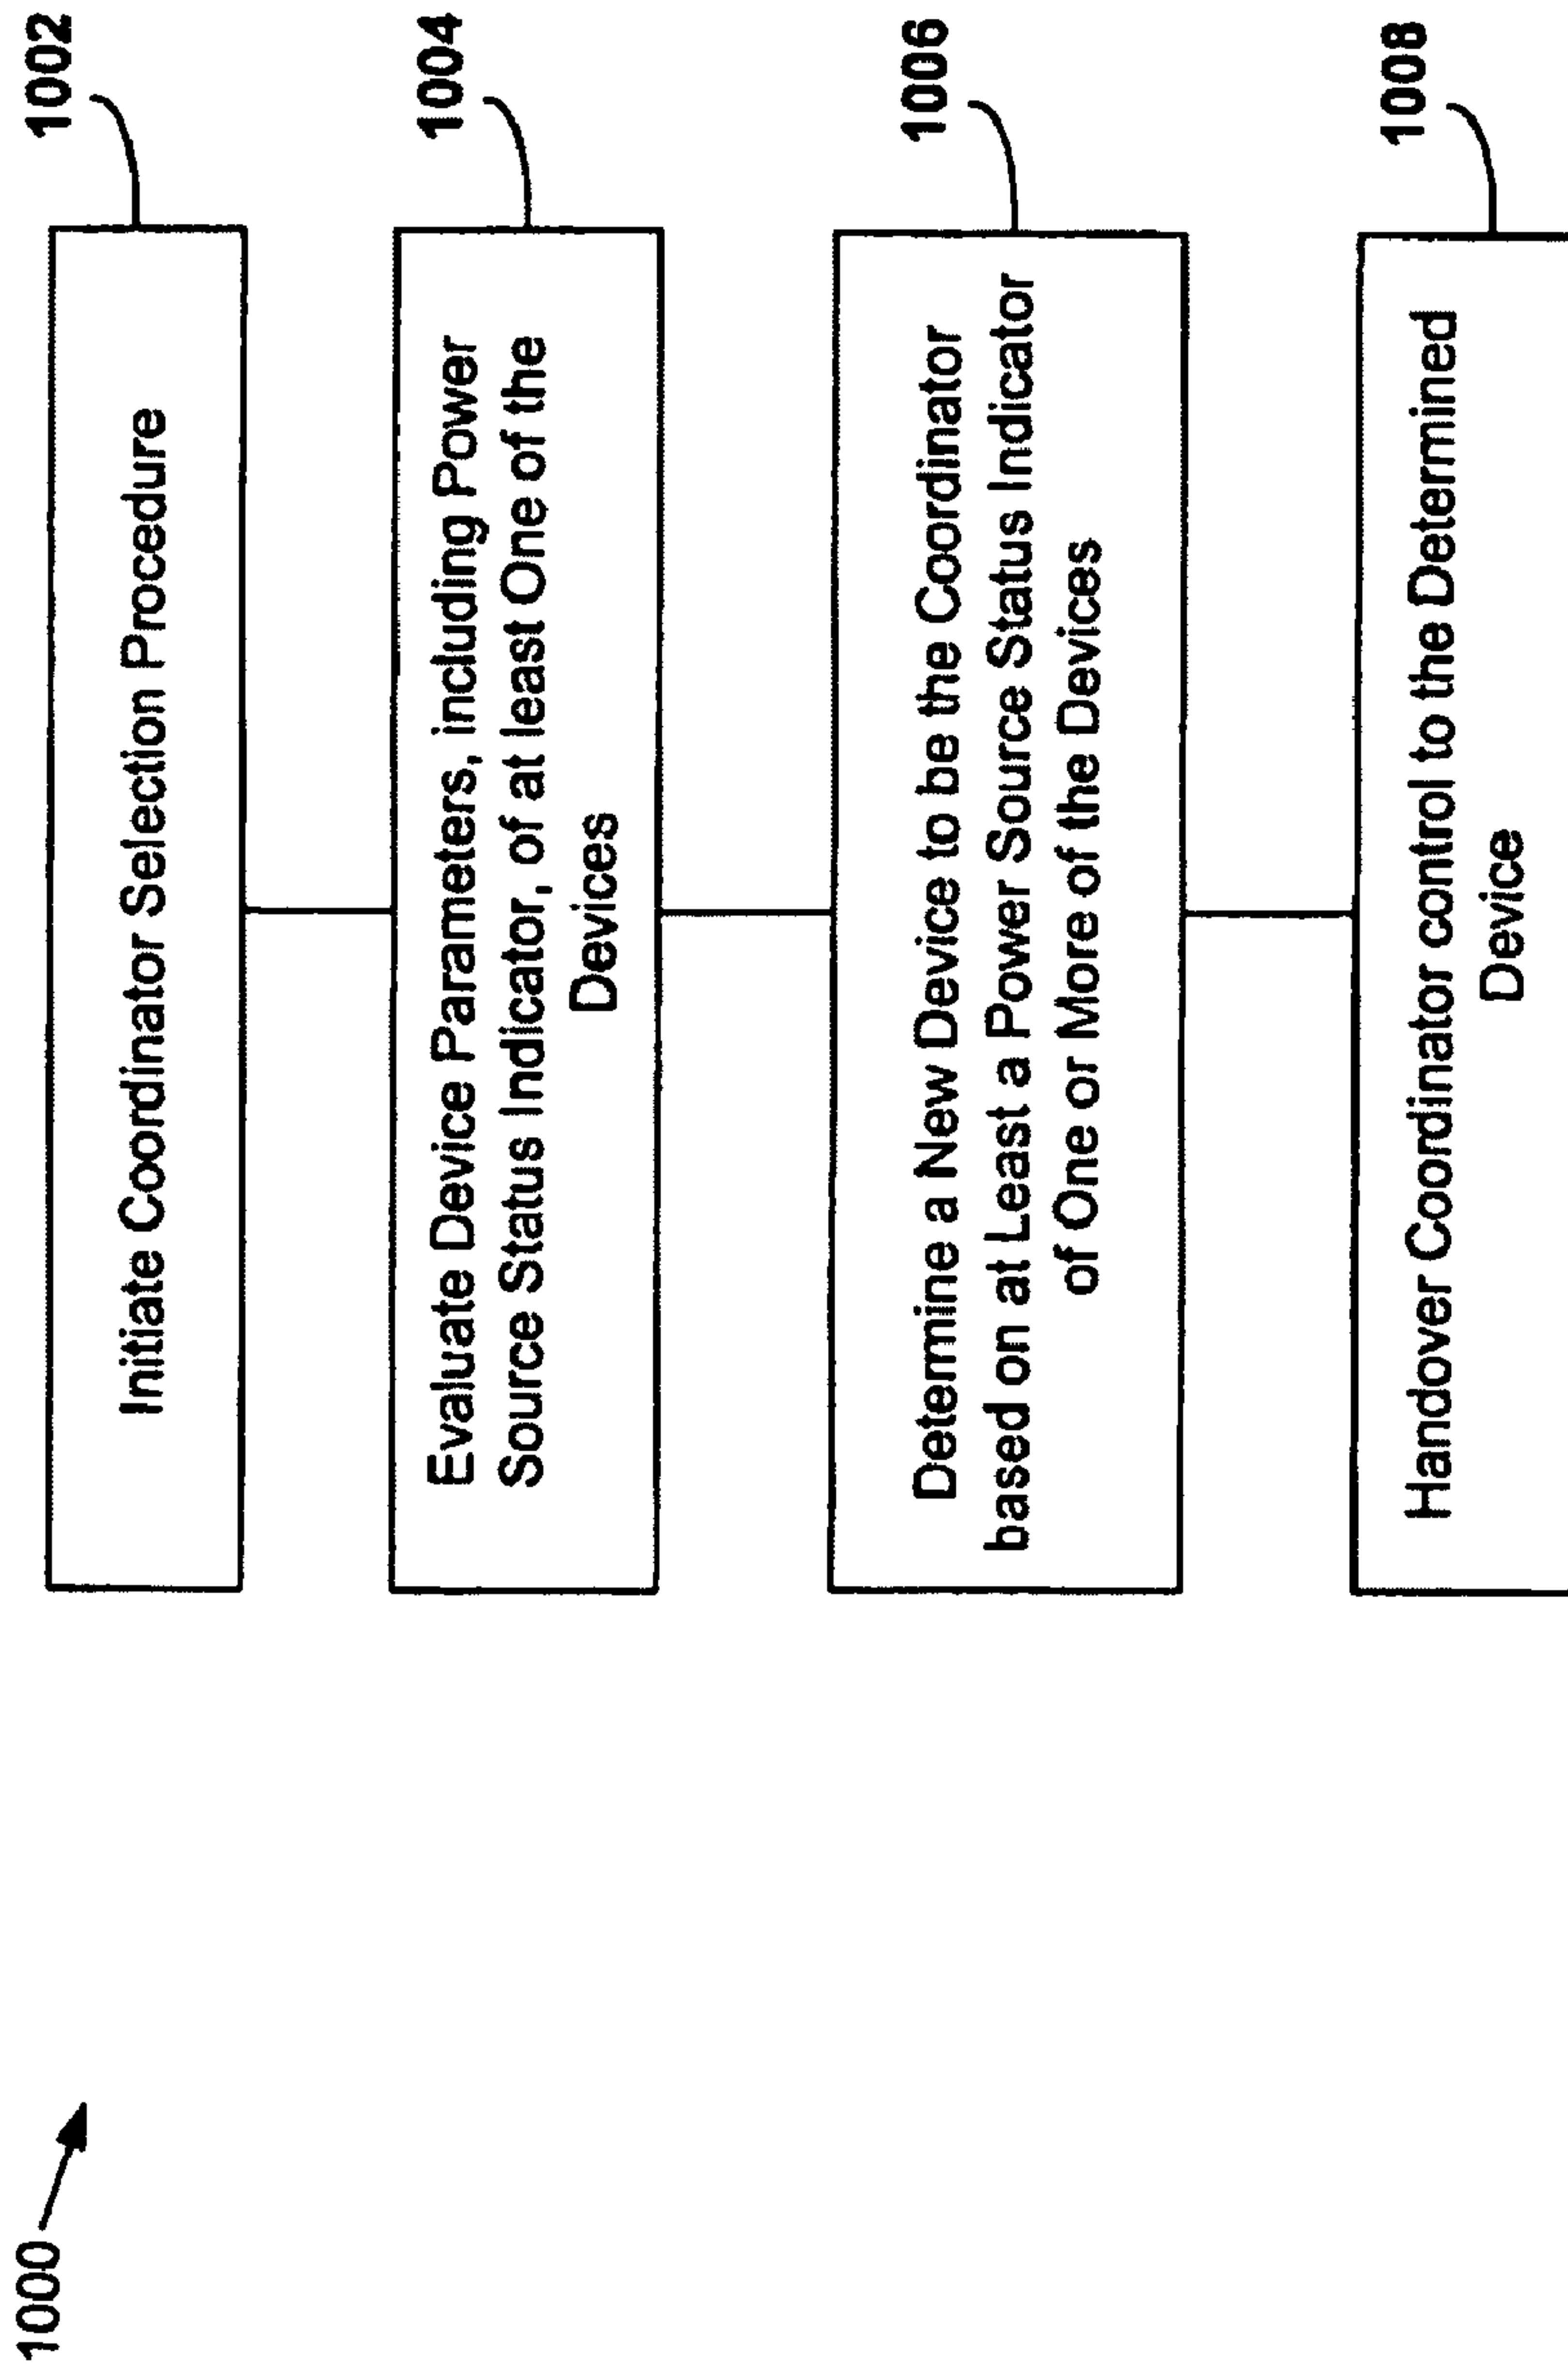 1000
1002
Initiate Coordinator Selection Procedure
1004
Evaluate Device Parameters, including Power
Source Status Indicator, of at least One of the
Devices
1006
Determine a New Device to be the Coordinator
based on at Least a Power Source Status Indicator
of One or More of the Devices
1008
Handover Coordinator control to the Determined
Device